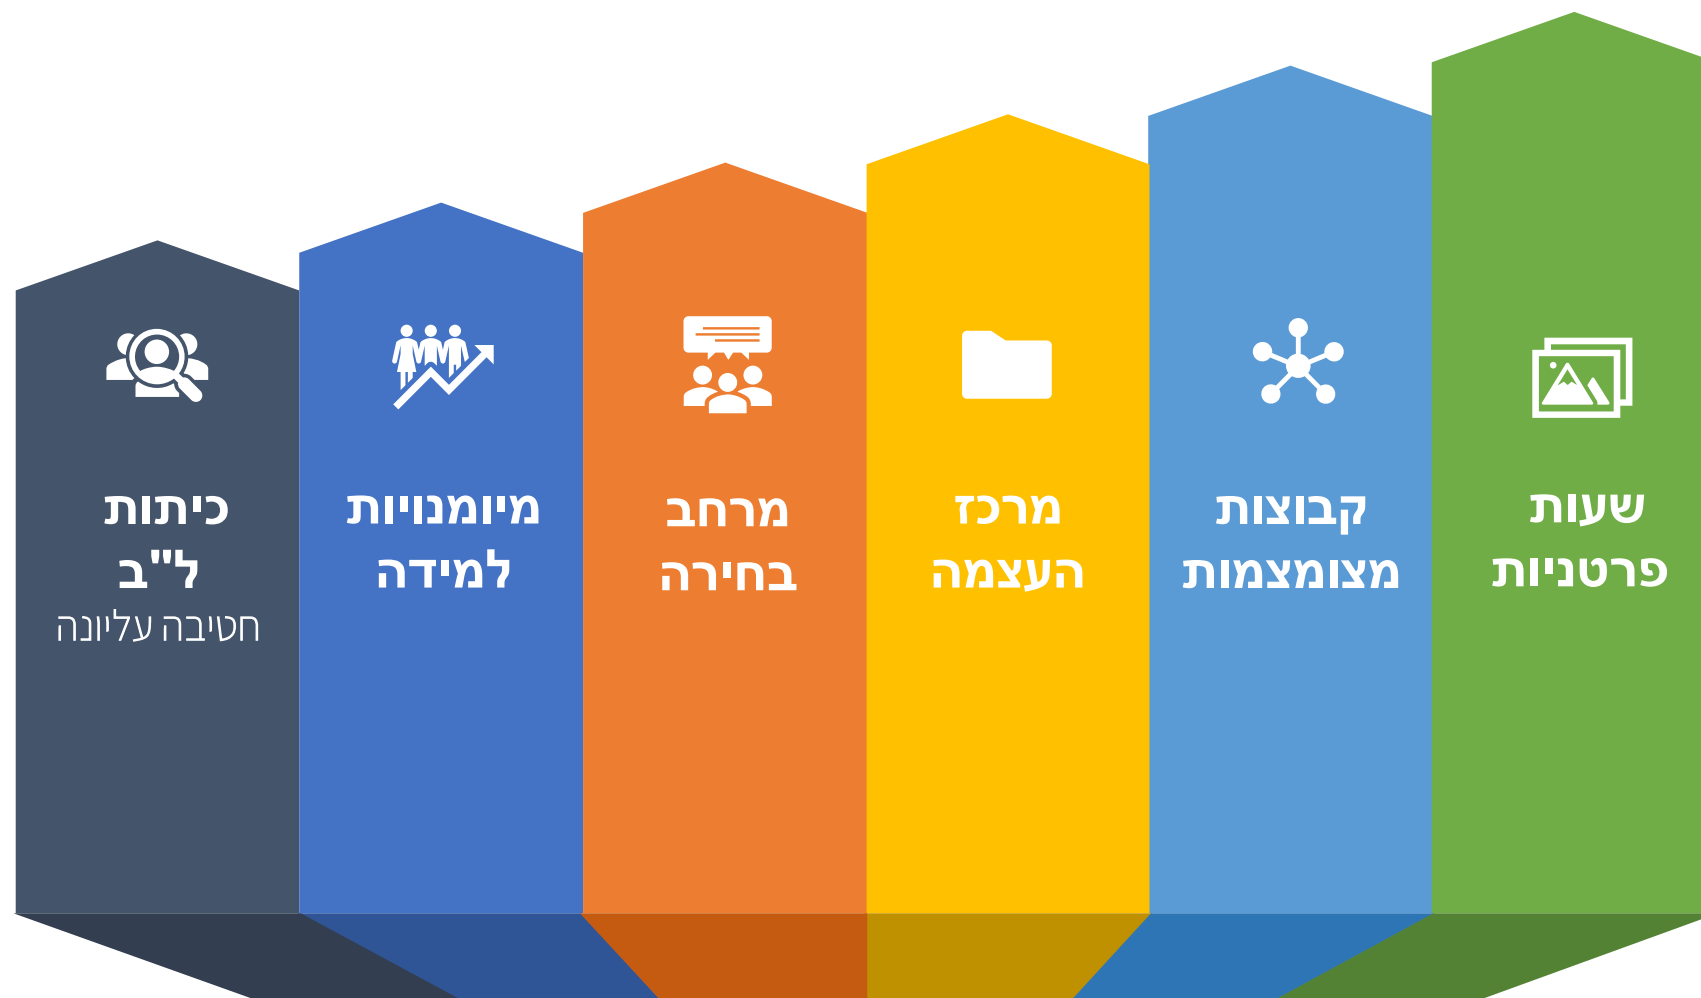 שעות
פרטניות
קבוצות
מצומצמות
מרכז
העצמה
מרחב
בחירה
מיומנויות
למידה
כיתות
ל"ב
חטיבה עליונה